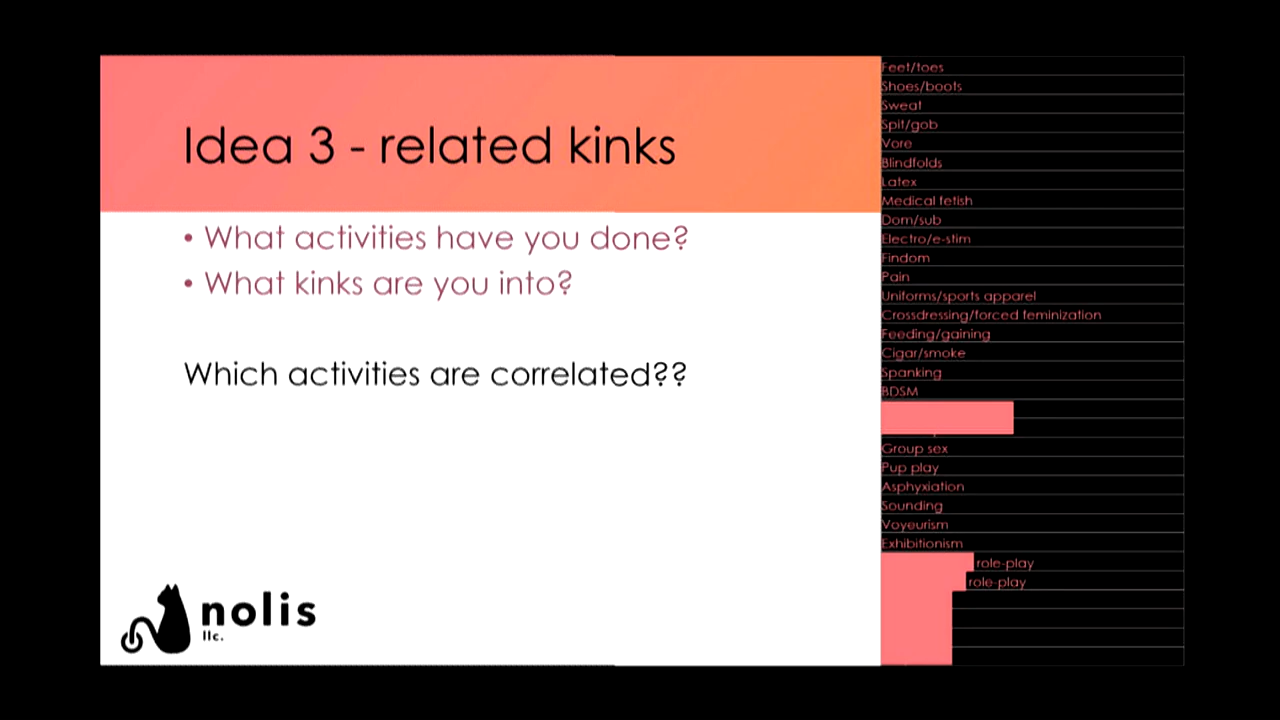 Idea 3 - related kinks
• What activities have you done?
• What kinks are you into?
Which activities are correlated??
nolis
llc.
Feet/toes
Shoes/boots
Sweat
Spit/gob
Vore
Blindfolds
Latex
Medical fetish
Dom/sub
Electro/e-stim
Findom
Pain
Uniforms/sports apparel
Crossdressing/forced feminization
Feeding/gaining
Cigar/smoke
Spanking
BDSM
Group sex
Pup play
Asphyxiation
Sounding
Voyeurism
Exhibitionism
role-play
role-play